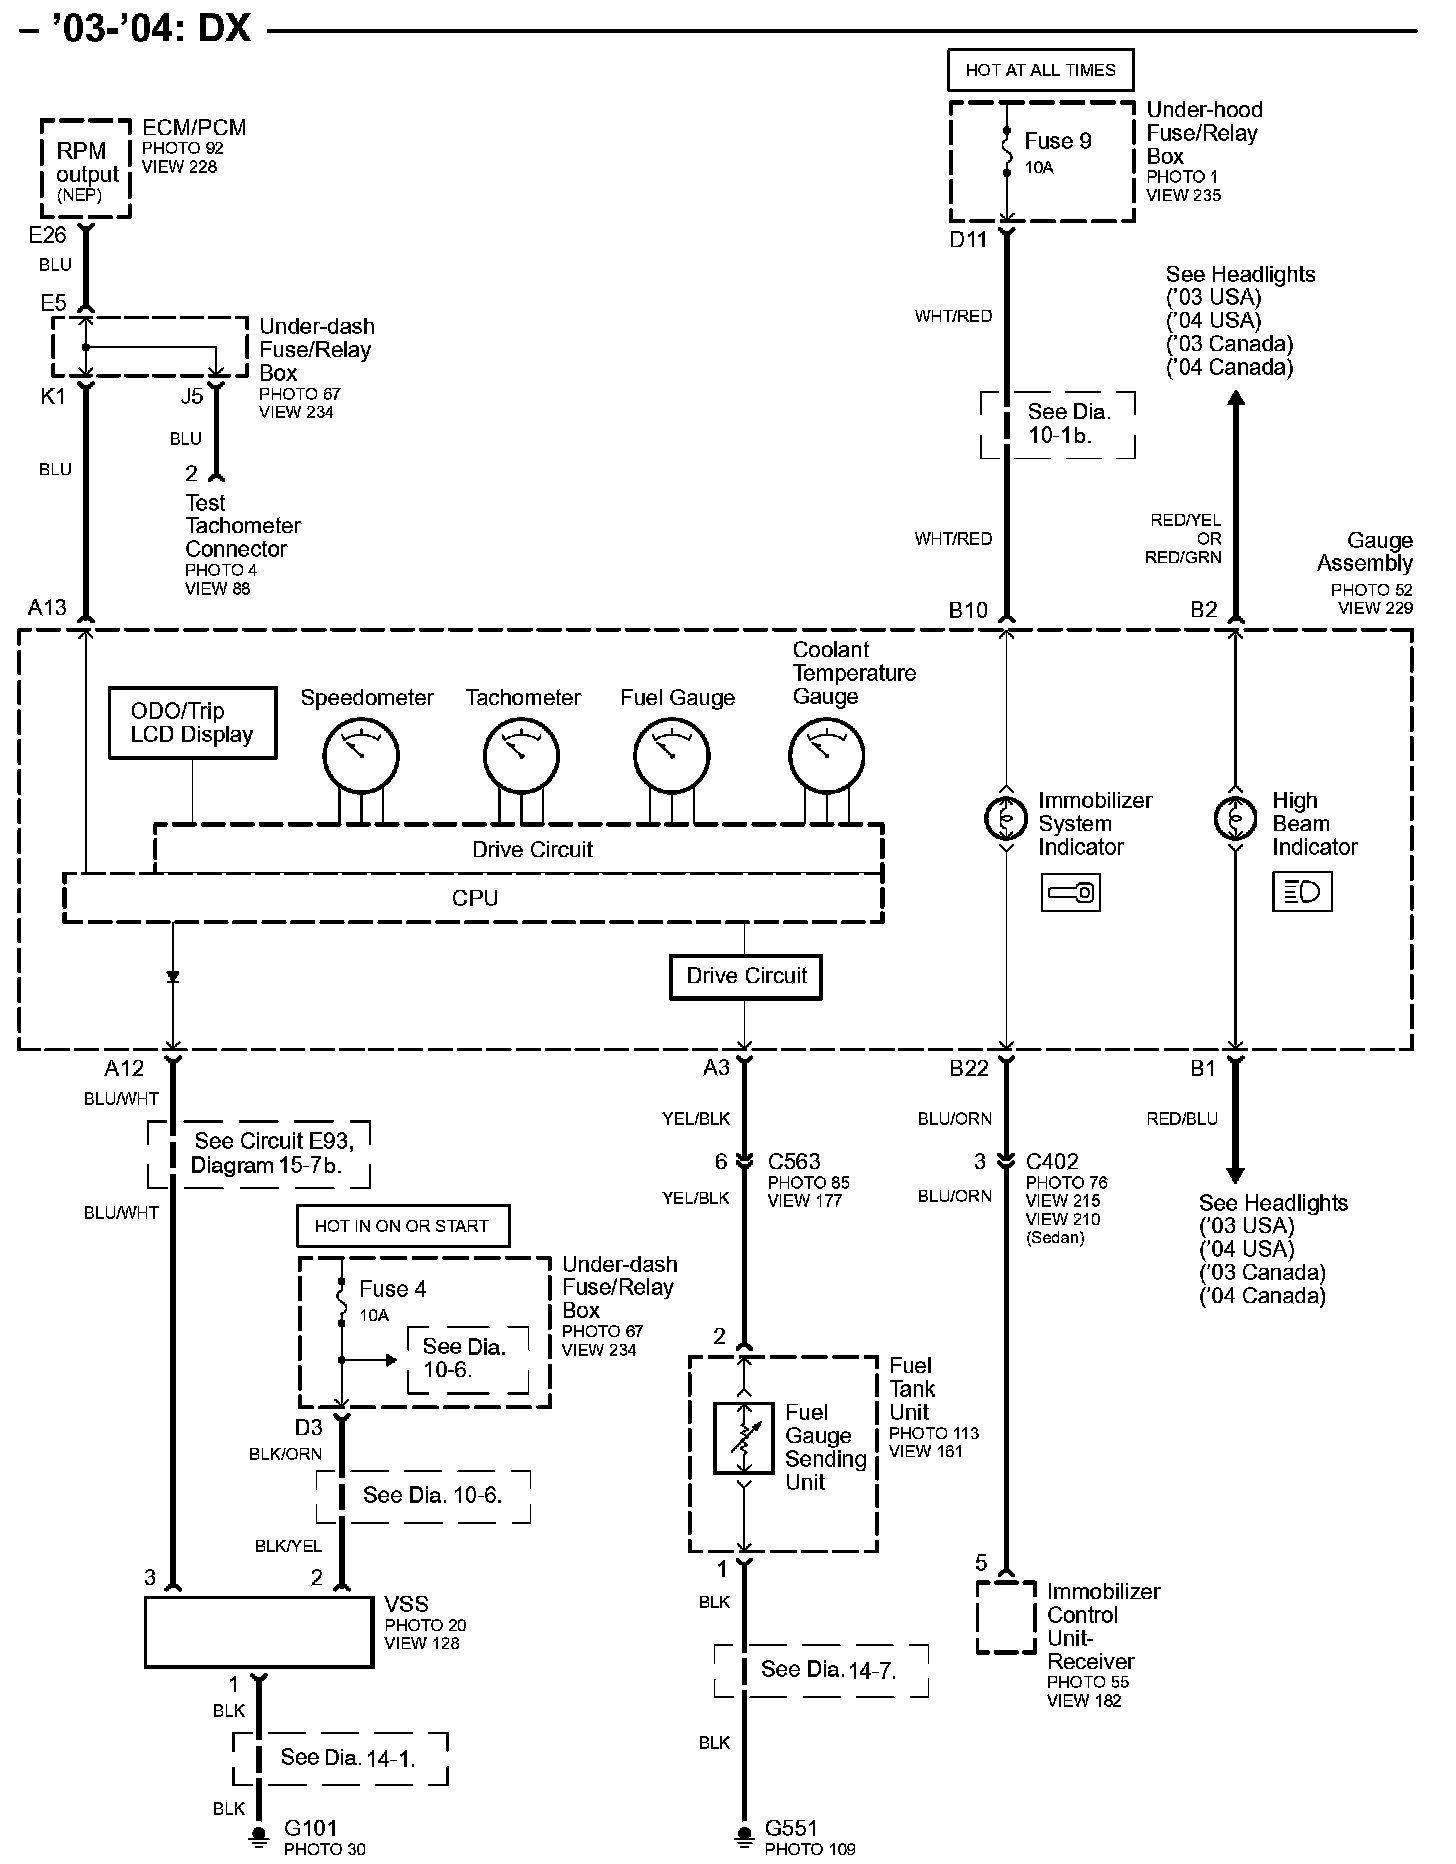 – ’03-’04: DX
HOT AT ALL TIMES
RPM
output
(NEP)
ECM/PCM
PHOTO 92
VIEW 228
Fuse 9
10A
Under-hood
Fuse/Relay
Box
PHOTO 1
VIEW 235
E26
BLU
D11
E5
Under-dash
Fuse/Relay
Box
PHOTO 67
VIEW 234
WHT/RED
See Headlights
(’03 USA)
(’04 USA)
(’03 Canada)
(’04 Canada)
K1
J5
BLU
BLU
2
Test
Tachometer
Connector
PHOTO 4
VIEW 88
See Dia.
10-1b.
WHT/RED
RED/YEL
OR
RED/GRN
Gauge
Assembly
PHOTO 52
VIEW 229
A13
B10
B2
ODO/Trip
LCD Display
Speedometer
Tachometer
Fuel Gauge
Coolant
Temperature
Gauge
Drive Circuit
CPU
Immobilizer
System
Indicator
High
Beam
Indicator
Drive Circuit
A12
A3
B22
B1
BLU/WHT
YEL/BLK
BLU/ORN
RED/BLU
See Circuit E93,
Diagram 15-7b.
6
C563
PHOTO 85
VIEW 177
3
C402
PHOTO 76
VIEW 215
VIEW 210
(Sedan)
BLU/WHT
YEL/BLK
BLU/ORN
See Headlights
(’03 USA)
(’04 USA)
(’03 Canada)
(’04 Canada)
HOT IN ON OR START
Fuse 4
10A
See Dia.
10-6.
Under-dash
Fuse/Relay
Box
PHOTO 67
VIEW 234
2
Fuel
Gauge
Sending
Unit
Fuel
Tank
Unit
PHOTO 113
VIEW 161
D3
BLK/ORN
See Dia. 10-6.
BLK/YEL
3
2
VSS
PHOTO 20
VIEW 128
1
BLK
5
Immobilizer
Control
Unit-
Receiver
PHOTO 55
VIEW 182
See Dia. 14-7.
1
BLK
See Dia. 14-1.
BLK
BLK
G101
PHOTO 30
G551
PHOTO 109